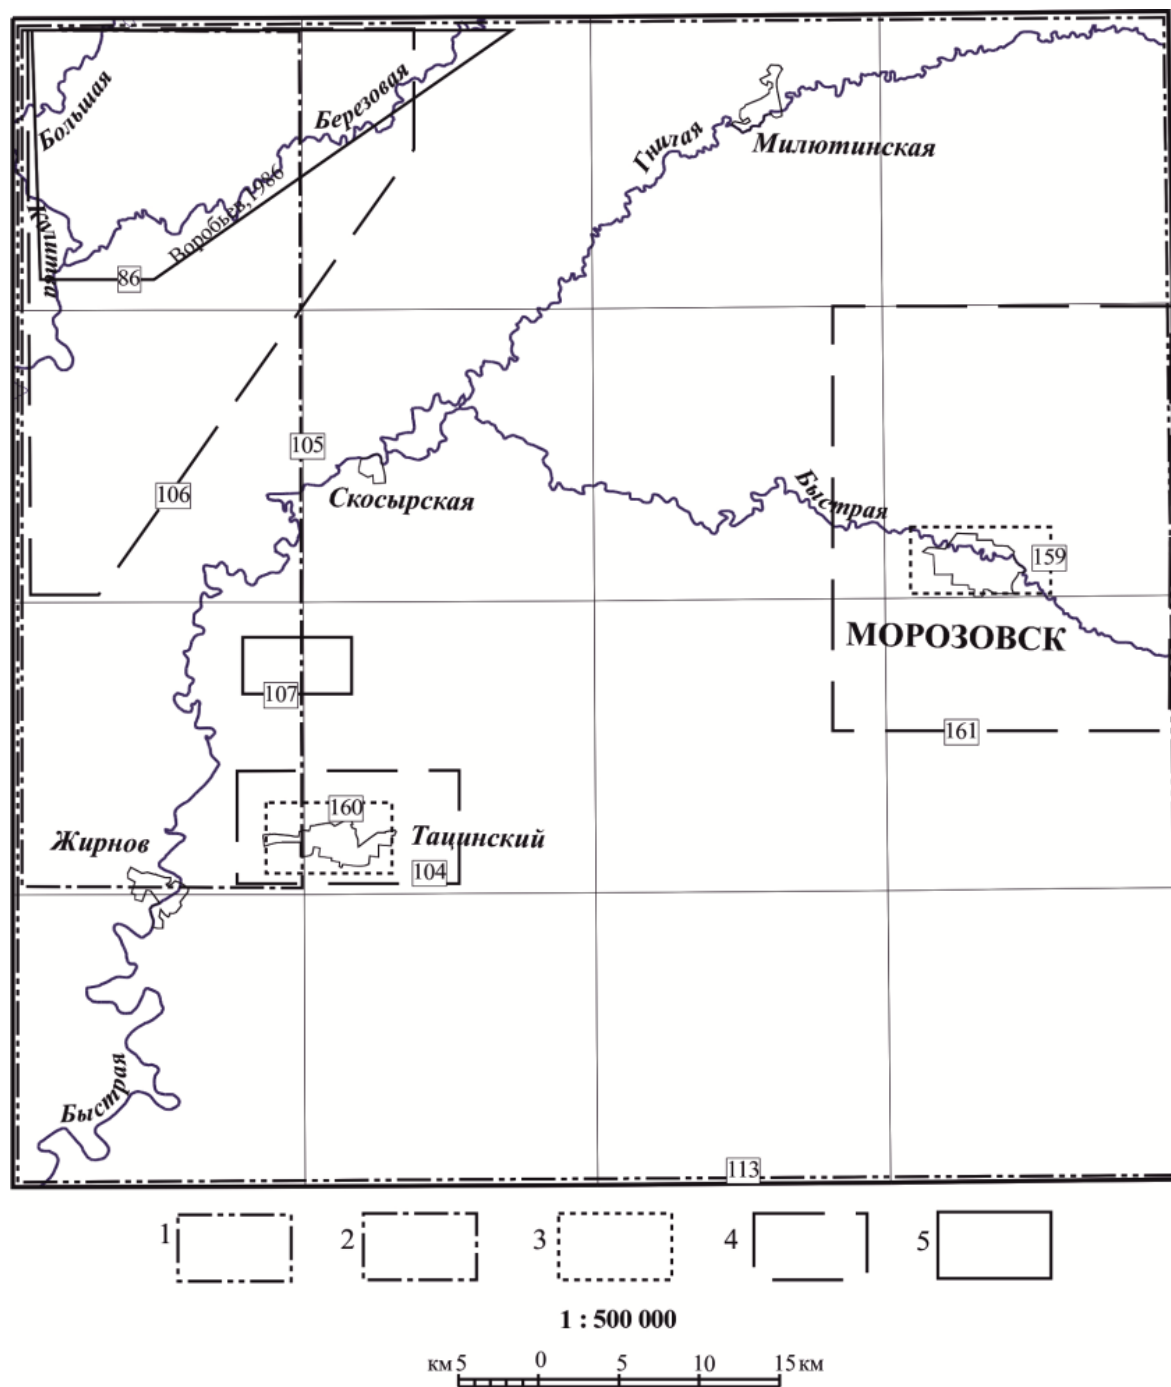 Большая
Березовая
Гнилая
Милютинская
Калитва
Воробьев,1986
86
105
106
Скосырская
Быстрая
159
МОРОЗОВСК
107
161
160
Жирнов
Тацинский
104
Быстрая
113
1 2 3 4 5
1 : 500 000
км 5 0 5 10 15 км